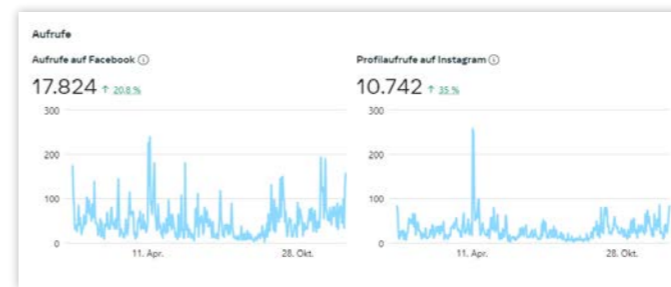 Aufrufe
Aufrufe auf Facebook
17.824 ↑ 20.8 %
300
200
100
0
11. Apr.
28. Okt.
Profilaufrufe auf Instagram
10.742 ↑ 35 %
300
200
100
0
11. Apr.
28. Okt.